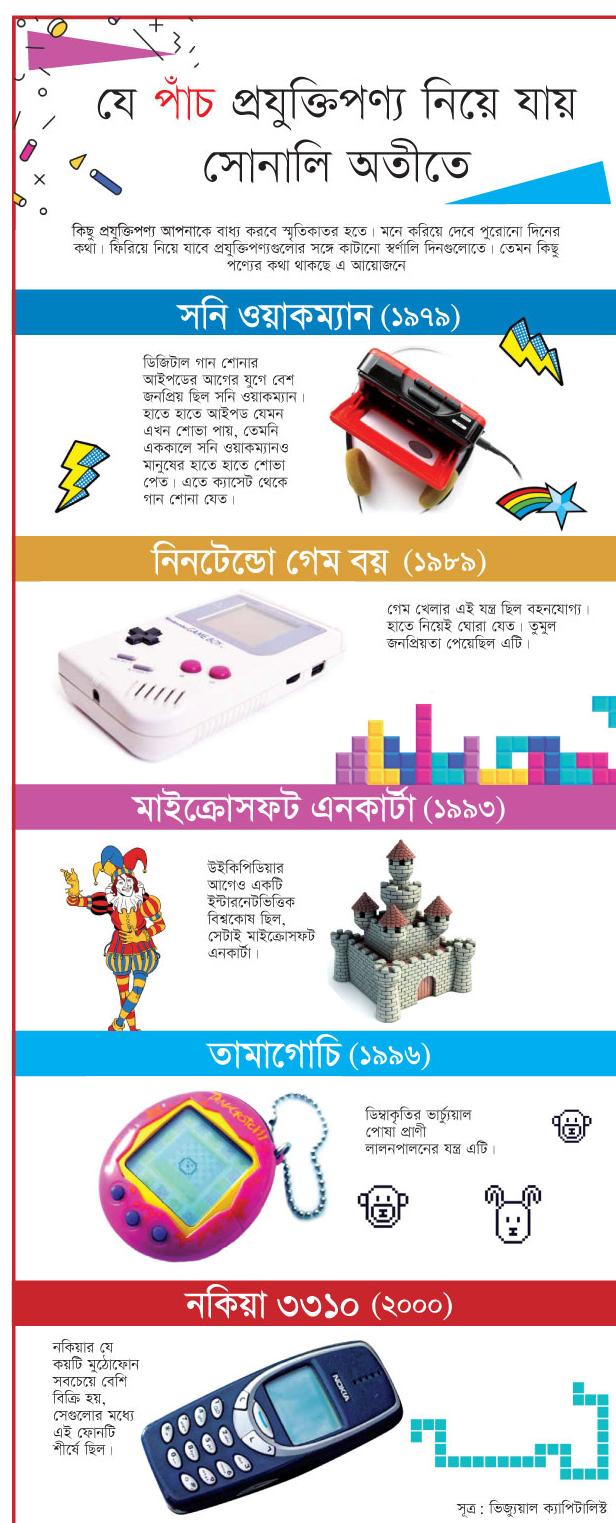 যে পাঁচ প্রযুক্তিপণ্য নিয়ে যায়
সোনালি অতীতে
কিছু প্রযুক্তিপণ্য আপনাকে বাধ্য করবে স্মৃতিকাতর হতে। মনে করিয়ে দেবে পুরোনো দিনের
কথা। ফিরিয়ে নিয়ে যাবে প্রযুক্তিপণ্যগুলোর সঙ্গে কাটানো স্বর্ণালি দিনগুলোতে। তেমন কিছু
পণ্যের কথা থাকছে এ আয়োজনে
সনি ওয়াকম্যান (১৯৭৯)
ডিজিটাল গান শোনার
আইপডের আগের যুগে বেশ
জনপ্রিয় ছিল সনি ওয়াকম্যান।
হাতে হাতে আইপড যেমন
এখন শোভা পায়, তেমনি
এককালে সনি ওয়াকম্যানও
মানুষের হাতে হাতে শোভা
পেত। এতে ক্যাসেট থেকে
গান শোনা যেত।
নিনটেন্ডো গেম বয় (১৯৮৯)
গেম খেলার এই যন্ত্র ছিল বহনযোগ্য।
হাতে নিয়েই ঘোরা যেত। তুমুল
জনপ্রিয়তা পেয়েছিল এটি।
Nintendo GAME BOY
মাইক্রোসফট এনকার্টা (১৯৯৩)
উইকিপিডিয়ার
আগেও একটি
ইন্টারনেটভিত্তিক
বিশ্বকোষ ছিল,
সেটাই মাইক্রোসফট
এনকার্টা।
তামাগোচি (১৯৯৬)
Tamagotchi
ডিম্বাকৃতির ভার্চ্যুয়াল
পোষা প্রাণী
লালনপালনের যন্ত্র এটি।
নকিয়া ৩৩১০ (২০০০)
নকিয়ার যে
কয়টি মুঠোফোন
সবচেয়ে বেশি
বিক্রি হয়,
সেগুলোর মধ্যে
এই ফোনটি
শীর্ষে ছিল।
NOKIA
সূত্র : ভিজ্যুয়াল ক্যাপিটালিস্ট